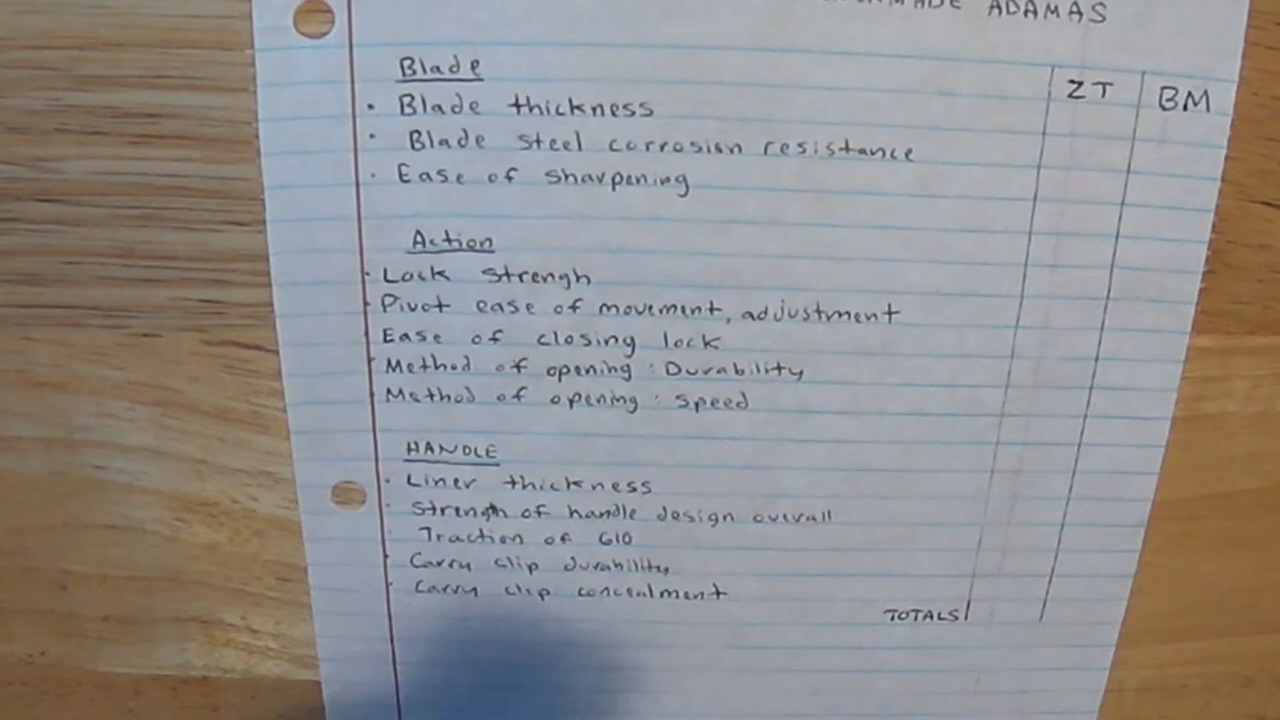 ADAMAS
Blade
ZT
BM
• Blade thickness
• Blade steel corrosion resistance
• Ease of sharpening
Action
• Lock strengh
Pivot ease of movement, adjustment
Ease of closing lock
Method of opening : Durability
Method of opening : speed
HANDLE
• Liner thickness
• Strength of handle design overall
Traction of G10
Carry clip durability
Carry clip concealment
TOTALS